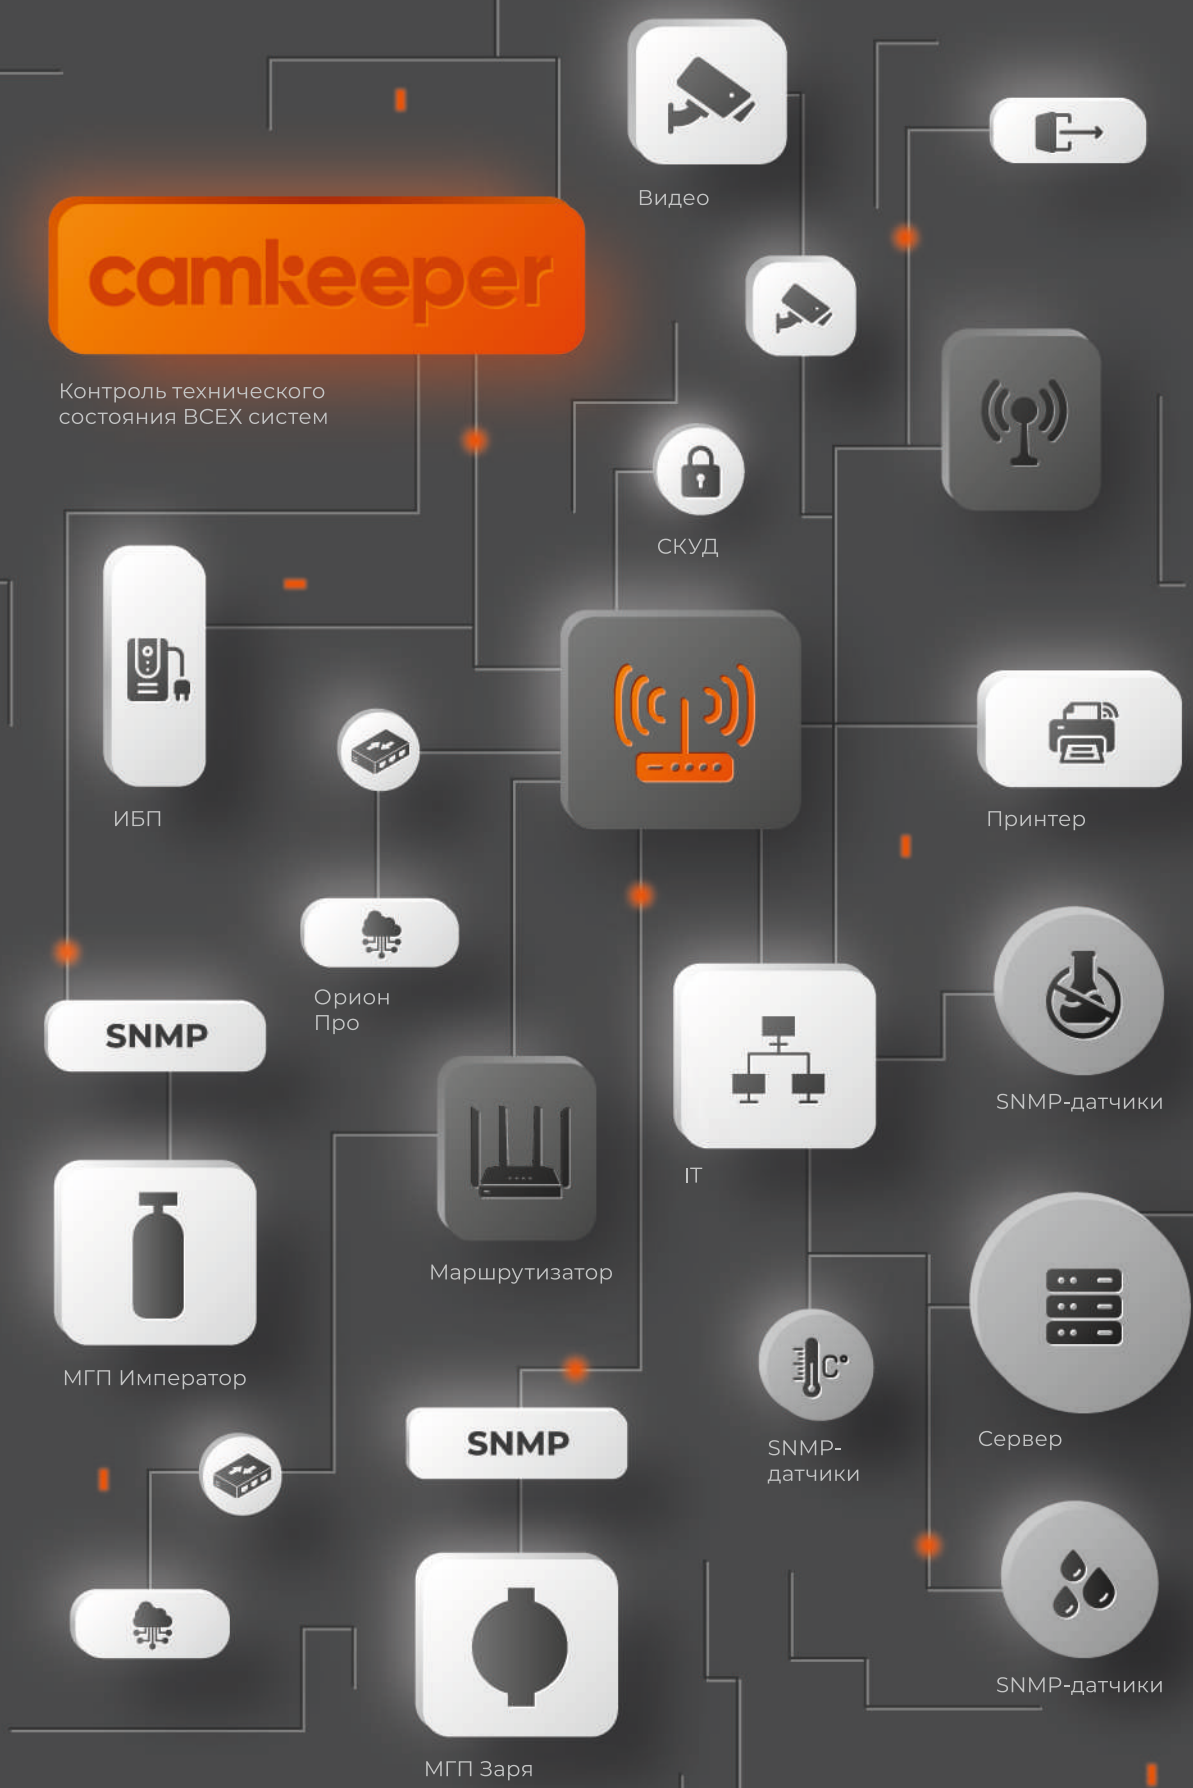 Видео
camkeeper
Контроль технического
состояния ВСЕХ систем
СКУД
ИБП
Принтер
Орион
Про
SNMP
SNMP-датчики
IT
Маршрутизатор
МГП Император
C°
SNMP
SNMP-
датчики
Сервер
SNMP-датчики
МГП Заря